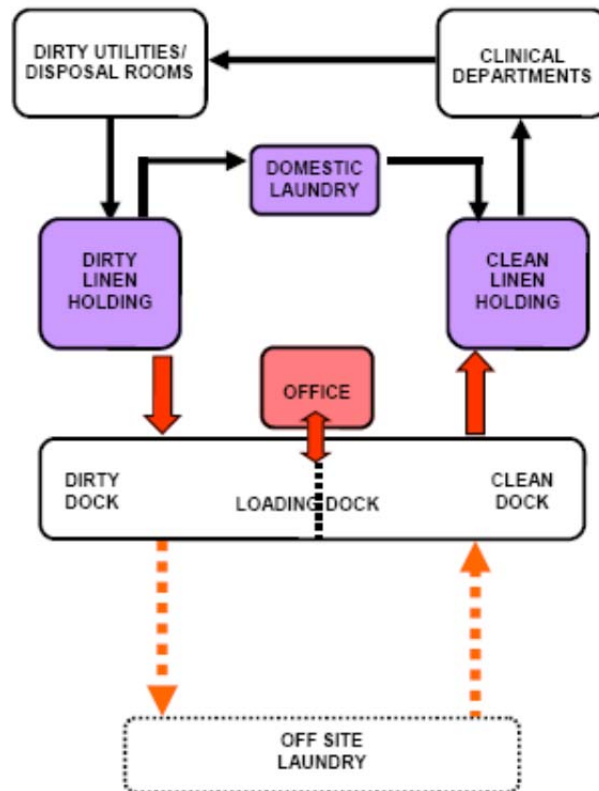 DIRTY UTILITIES/
DISPOSAL ROOMS
CLINICAL
DEPARTMENTS
DOMESTIC
LAUNDRY
DIRTY
LINEN
HOLDING
CLEAN
LINEN
HOLDING
OFFICE
DIRTY
DOCK
LOADING DOCK
CLEAN
DOCK
OFF SITE
LAUNDRY